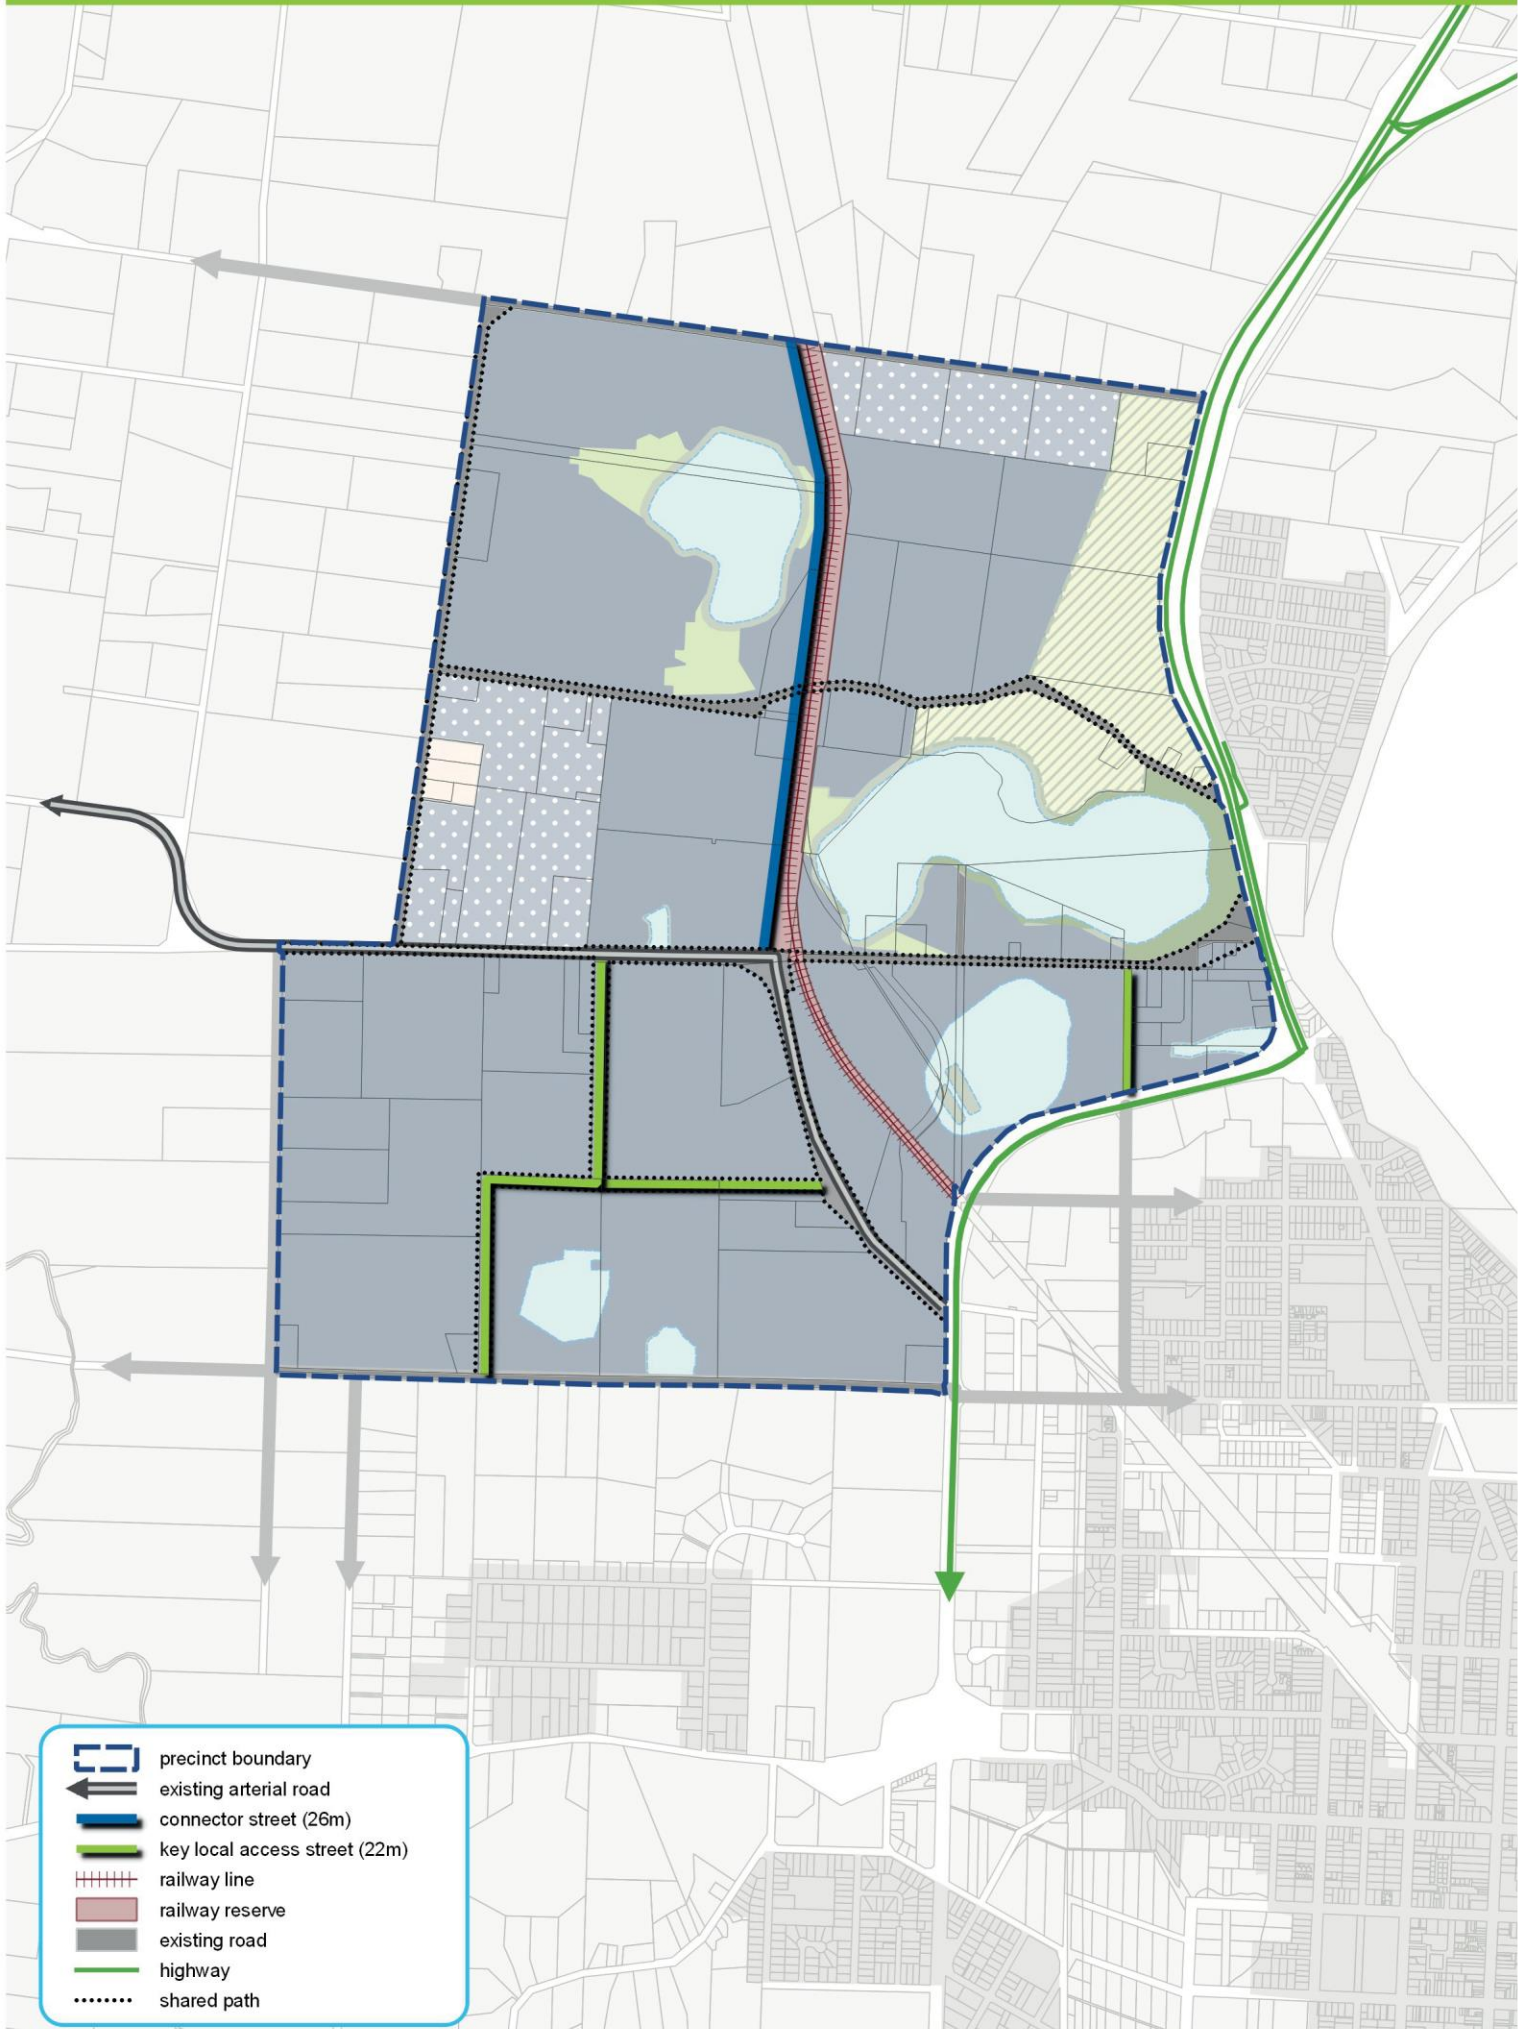 precinct boundary
existing arterial road
connector street (26m)
key local access street (22m)
railway line
railway reserve
existing road
highway
shared path